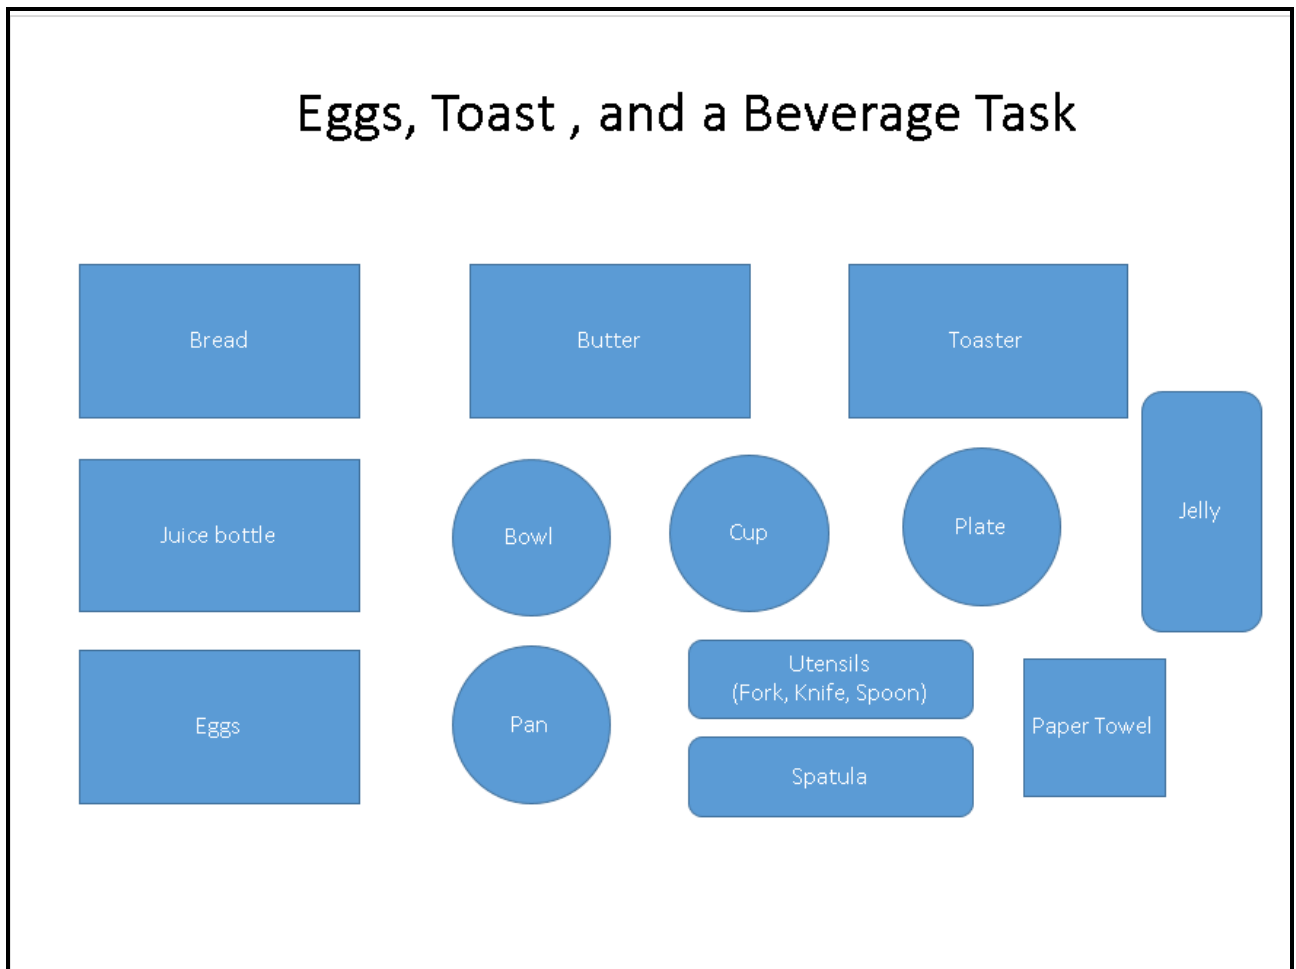 Eggs, Toast , and a Beverage Task
Bread
Butter
Toaster
Juice bottle
Bowl
Cup
Plate
Jelly
Eggs
Pan
Utensils
(Fork, Knife, Spoon)
Spatula
Paper Towel